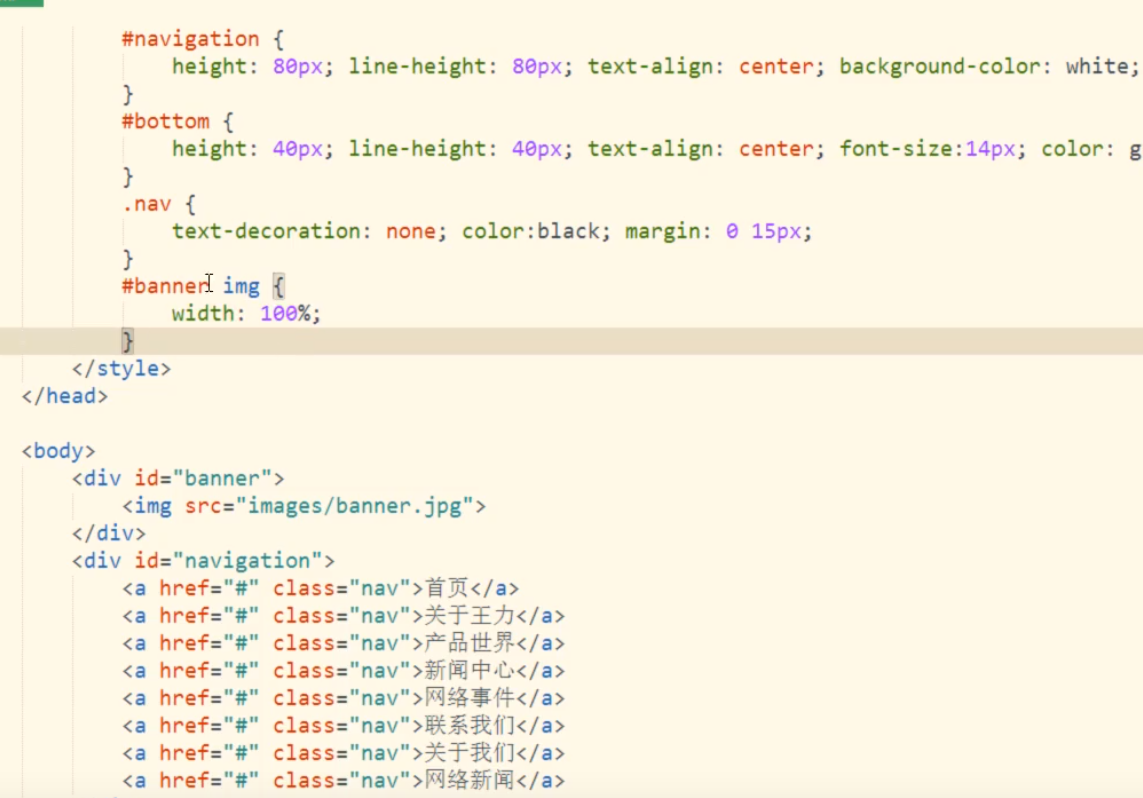 #navigation {
height: 80px; line-height: 80px; text-align: center; background-color: white;
}
#bottom {
height: 40px; line-height: 40px; text-align: center; font-size:14px; color: g
}
.nav {
text-decoration: none; color:black; margin: 0 15px;
}
#banner img {
width: 100%;
}
</style>
</head>
<body>
<div id="banner">
<img src="images/banner.jpg">
</div>
<div id="navigation">
<a href="#" class="nav">首页</a>
<a href="#" class="nav">关于王力</a>
<a href="#" class="nav">产品世界</a>
<a href="#" class="nav">新闻中心</a>
<a href="#" class="nav">网络事件</a>
<a href="#" class="nav">联系我们</a>
<a href="#" class="nav">关于我们</a>
<a href="#" class="nav">网络新闻</a>